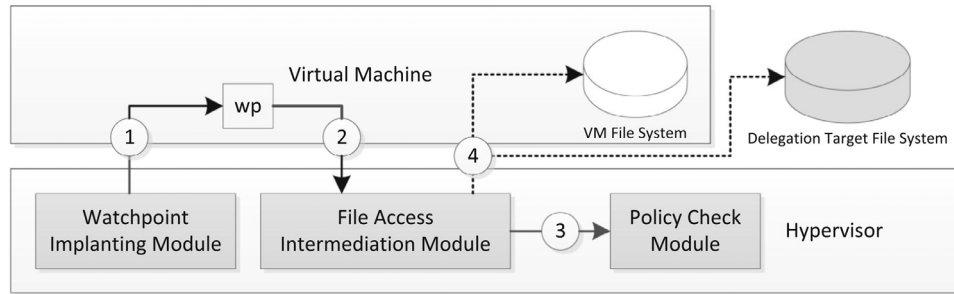 Virtual Machine
wp
VM File System
Delegation Target File System
1
2
4
Watchpoint
Implanting Module
File Access
Intermediation Module
3
Policy Check
Module
Hypervisor